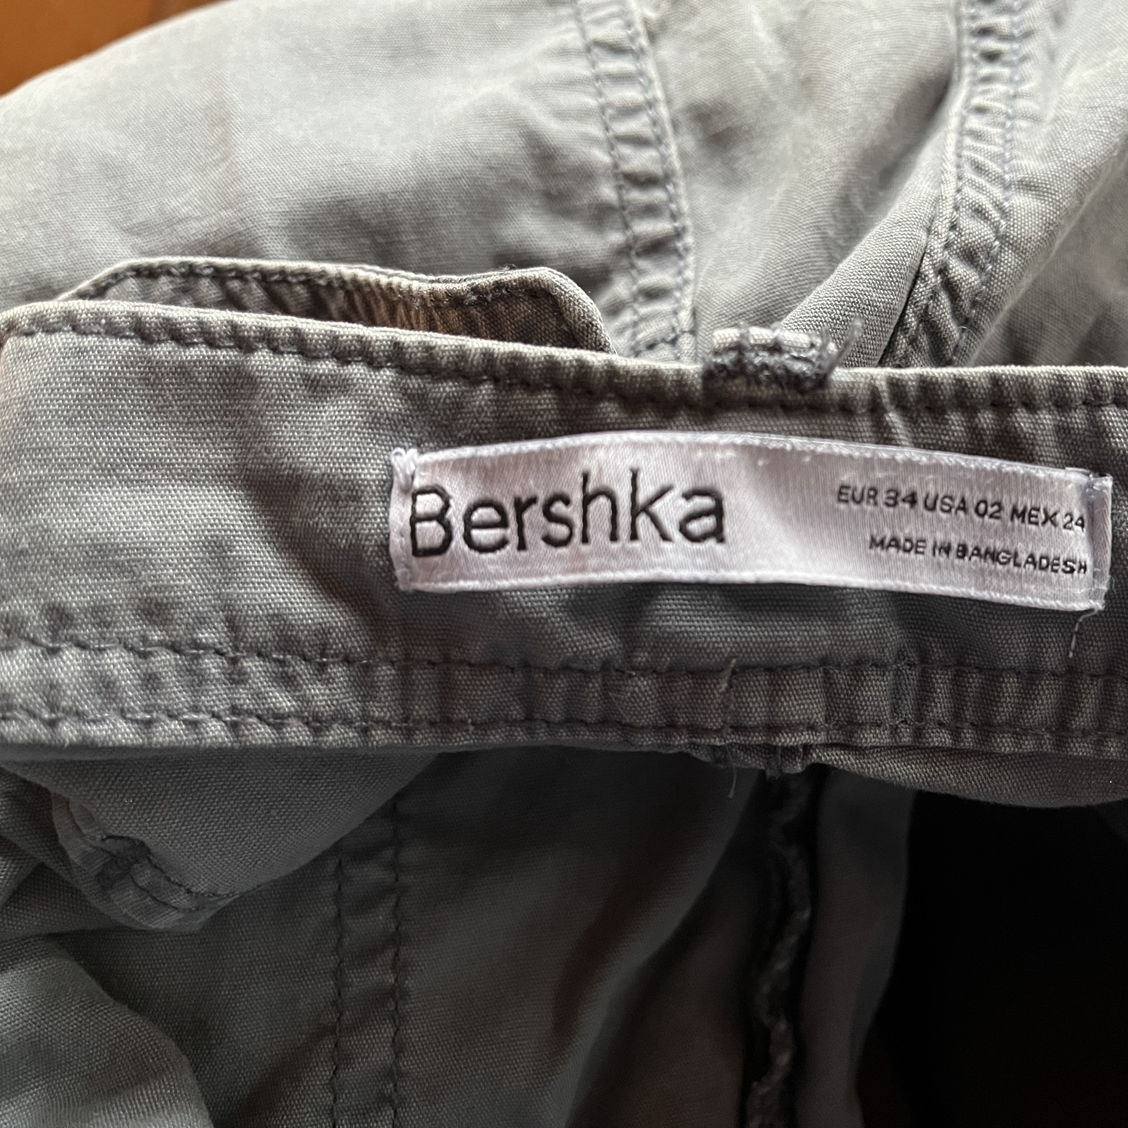 Bershka
EUR 34 USA 02 MEX 24
MADE IN BANGLADESH